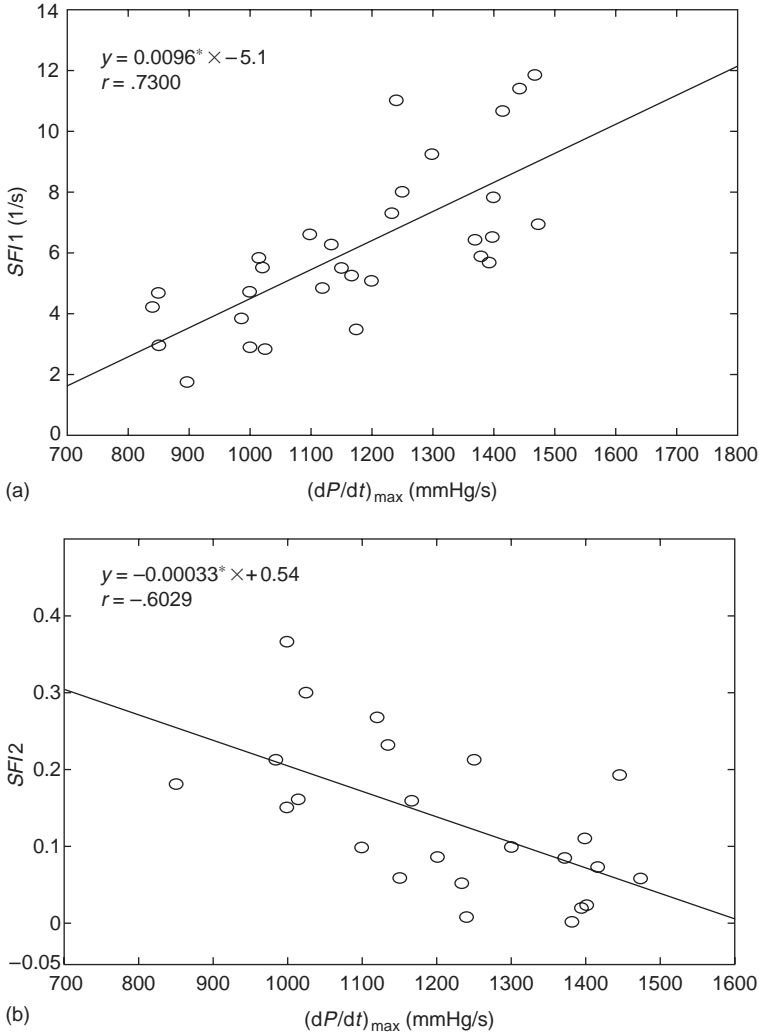 14
y = 0.0096* × −5.1
r = .7300
12
10
8
6
4
2
0
SFI1 (1/s)
700 800 900 1000 1100 1200 1300 1400 1500 1600 1700 1800
(a)
(dP/dt)max (mmHg/s)
y = −0.00033* × + 0.54
r = −.6029
0.4
0.3
0.2
0.1
0
−0.05
SFI2
700 800 900 1000 1100 1200 1300 1400 1500 1600
(b)
(dP/dt)max (mmHg/s)